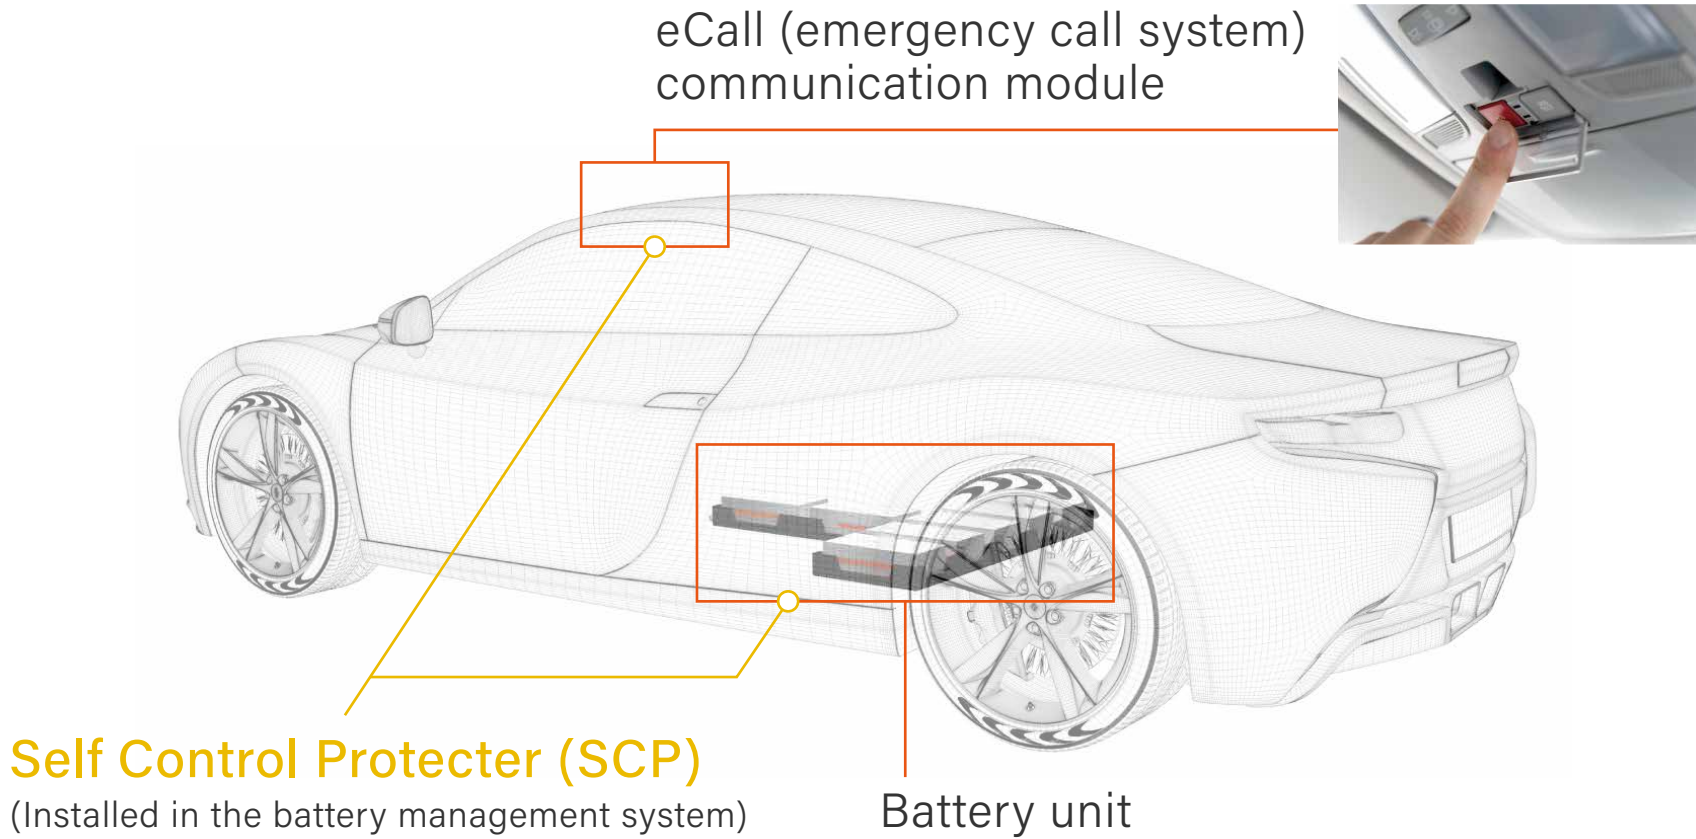 eCall (emergency call system)
communication module
Self Control Protecter (SCP)
(Installed in the battery management system)
Battery unit